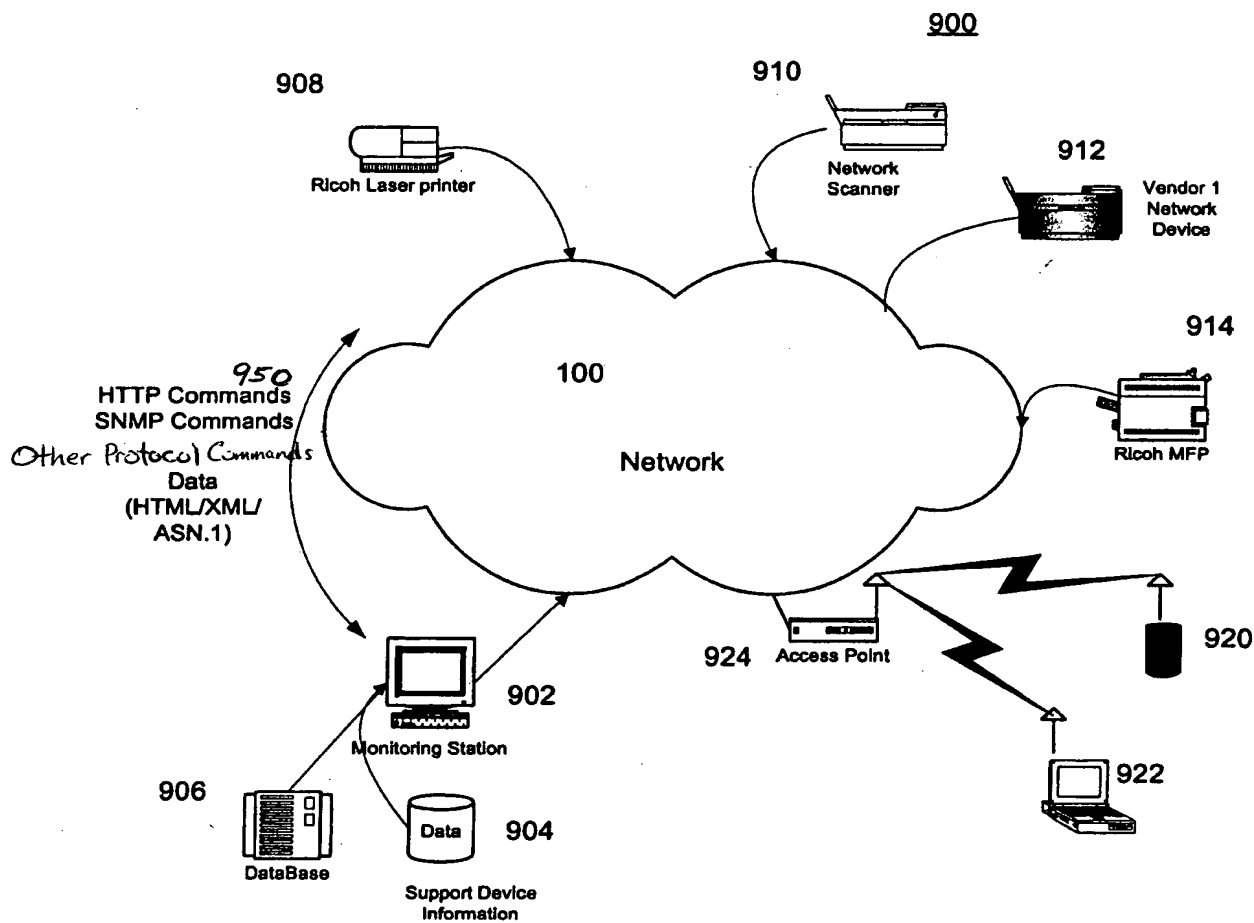 900
908
910
912
Ricoh Laser printer
Network
Scanner
Vendor 1
Network
Device
914
950
HTTP Commands
SNMP Commands
Other Protocol Commands
Data
(HTML/XML/
ASN.1)
100
Network
Ricoh MFP
924
Access Point
920
902
Monitoring Station
922
906
DataBase
Data
904
Support Device
Information